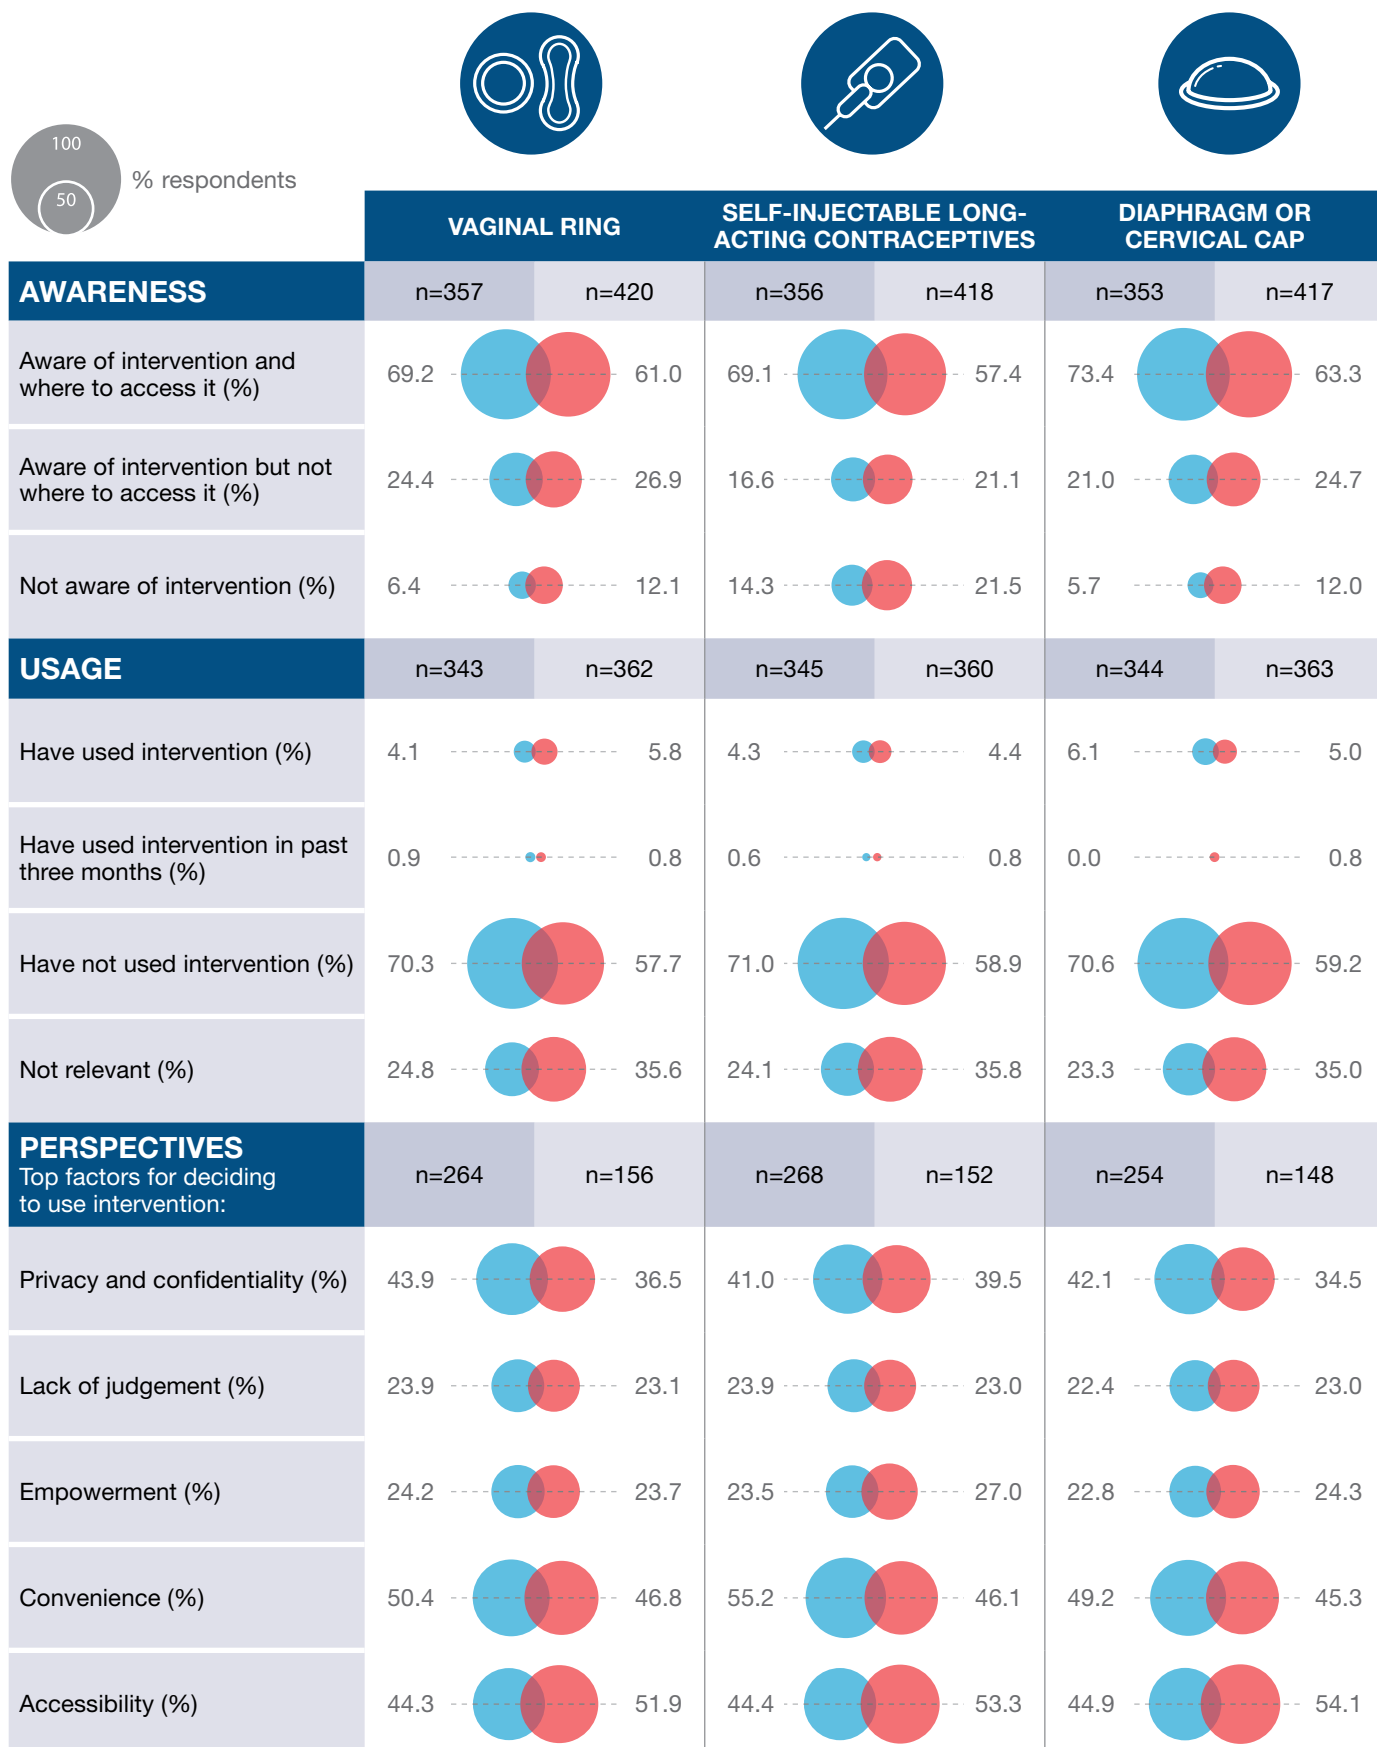 100
50
% respondents
VAGINAL RING
SELF-INJECTABLE LONG-
ACTING CONTRACEPTIVES
DIAPHRAGM OR
CERVICAL CAP
AWARENESS
n=357 n=420 n=356 n=418 n=353 n=417
Aware of intervention and
where to access it (%)
69.2 61.0 69.1 57.4 73.4 63.3
Aware of intervention but not
where to access it (%)
24.4 26.9 16.6 21.1 21.0 24.7
Not aware of intervention (%) 6.4 12.1 14.3 21.5 5.7 12.0
USAGE n=343 n=362 n=345 n=360 n=344 n=363
Have used intervention (%) 4.1 5.8 4.3 4.4 6.1 5.0
Have used intervention in past
three months (%)
0.9 0.8 0.6 0.8 0.0 0.8
Have not used intervention (%) 70.3 57.7 71.0 58.9 70.6 59.2
Not relevant (%) 24.8 35.6 24.1 35.8 23.3 35.0
PERSPECTIVES
Top factors for deciding
to use intervention:
n=264 n=156 n=268 n=152 n=254 n=148
Privacy and confidentiality (%) 43.9 36.5 41.0 39.5 42.1 34.5
Lack of judgement (%) 23.9 23.1 23.9 23.0 22.4 23.0
Empowerment (%) 24.2 23.7 23.5 27.0 22.8 24.3
Convenience (%) 50.4 46.8 55.2 46.1 49.2 45.3
Accessibility (%) 44.3 51.9 44.4 53.3 44.9 54.1